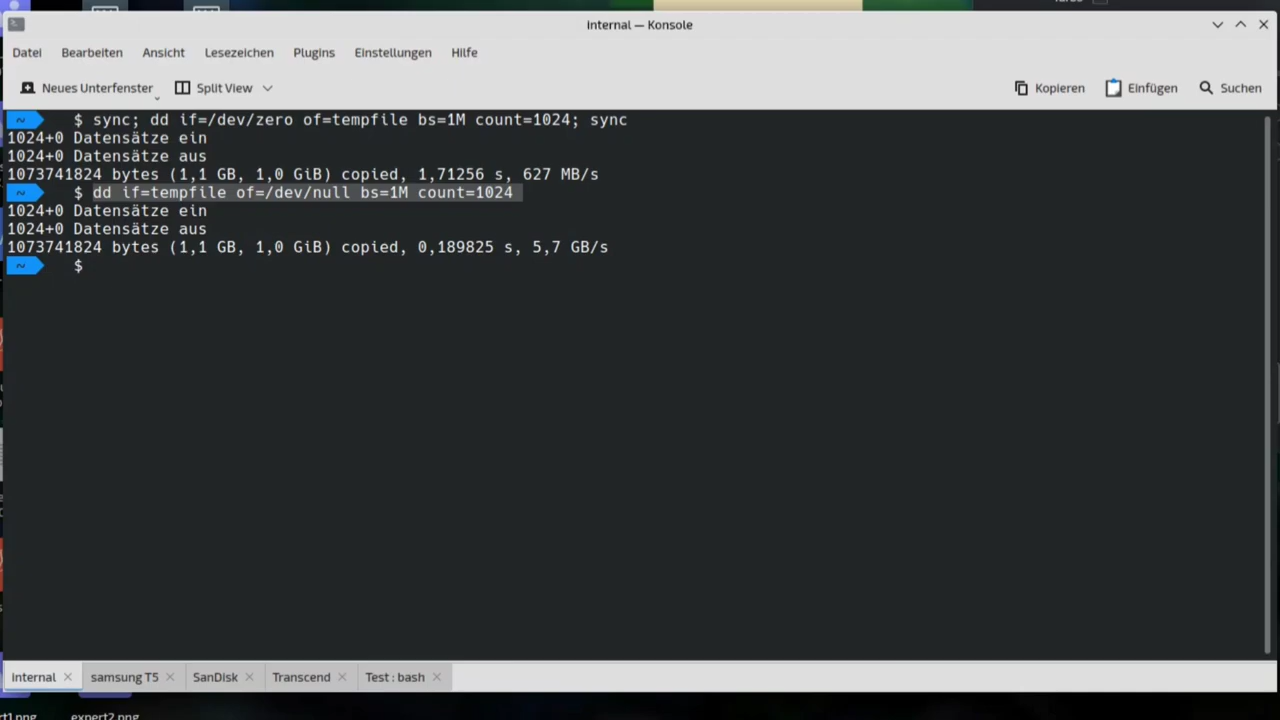 Internal — Konsole
Datei Bearbeiten Ansicht Lesezeichen Plugins Einstellungen Hilfe
Neues Unterfenster Split View Kopieren Einfügen Suchen
~ $ sync; dd if=/dev/zero of=tempfile bs=1M count=1024; sync
1024+0 Datensätze ein
1024+0 Datensätze aus
1073741824 bytes (1,1 GB, 1,0 GiB) copied, 1,71256 s, 627 MB/s
~ $ dd if=tempfile of=/dev/null bs=1M count=1024
1024+0 Datensätze ein
1024+0 Datensätze aus
1073741824 bytes (1,1 GB, 1,0 GiB) copied, 0,189825 s, 5,7 GB/s
~ $
Internal samsung T5 SanDisk Transcend Test : bash
expert2.png